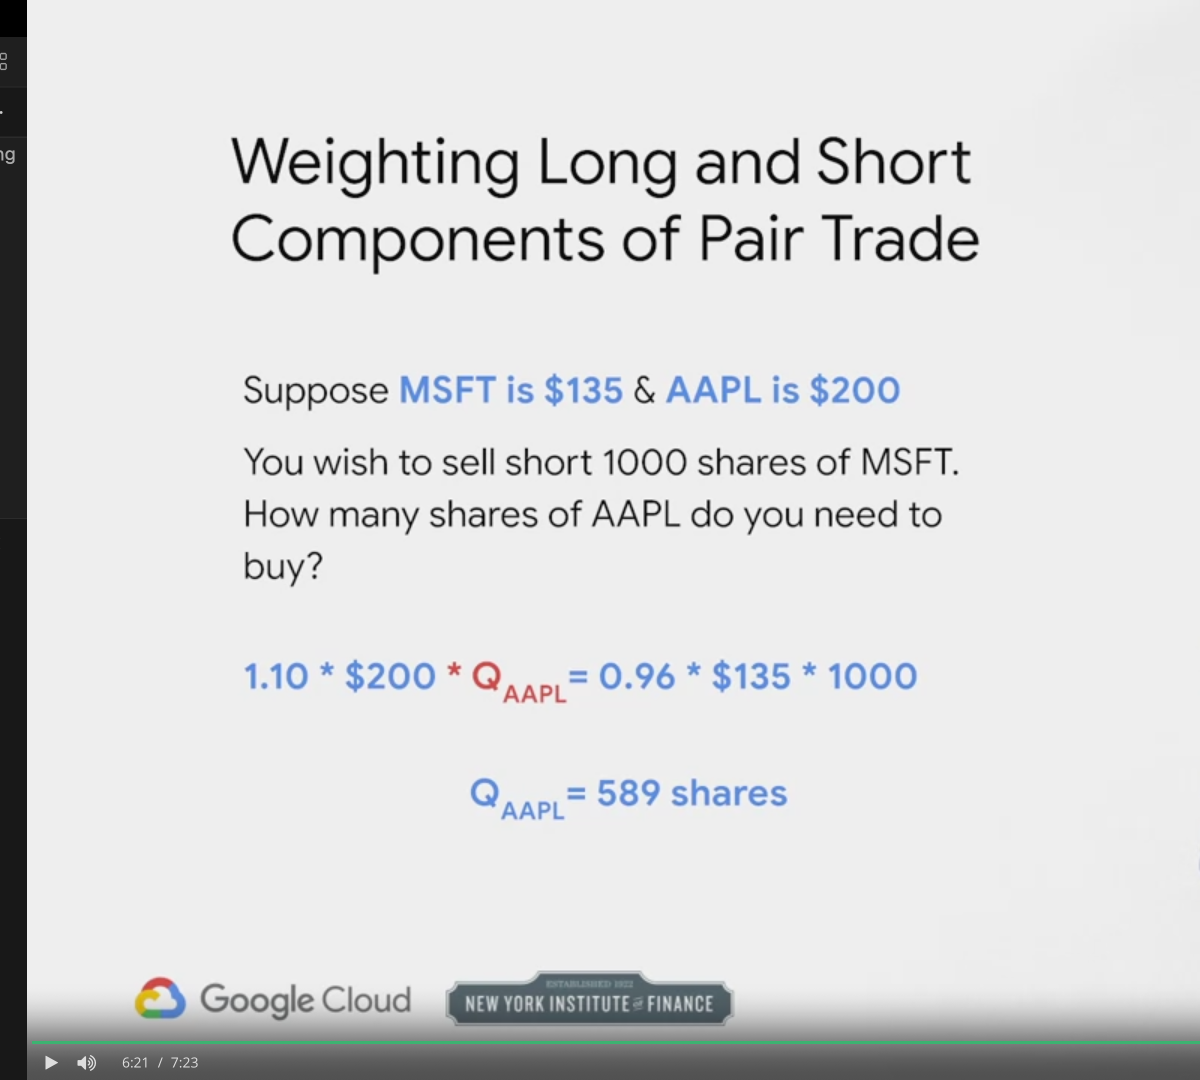 ng
Weighting Long and Short
Components of Pair Trade
Suppose MSFT is $135 & AAPL is $200
You wish to sell short 1000 shares of MSFT.
How many shares of AAPL do you need to
buy?
1.10 * $200 * Q AAPL = 0.96 * $135 * 1000
Q AAPL = 589 shares
Google Cloud
ESTABLISHED 1922
NEW YORK INSTITUTE OF FINANCE
6:21 / 7:23